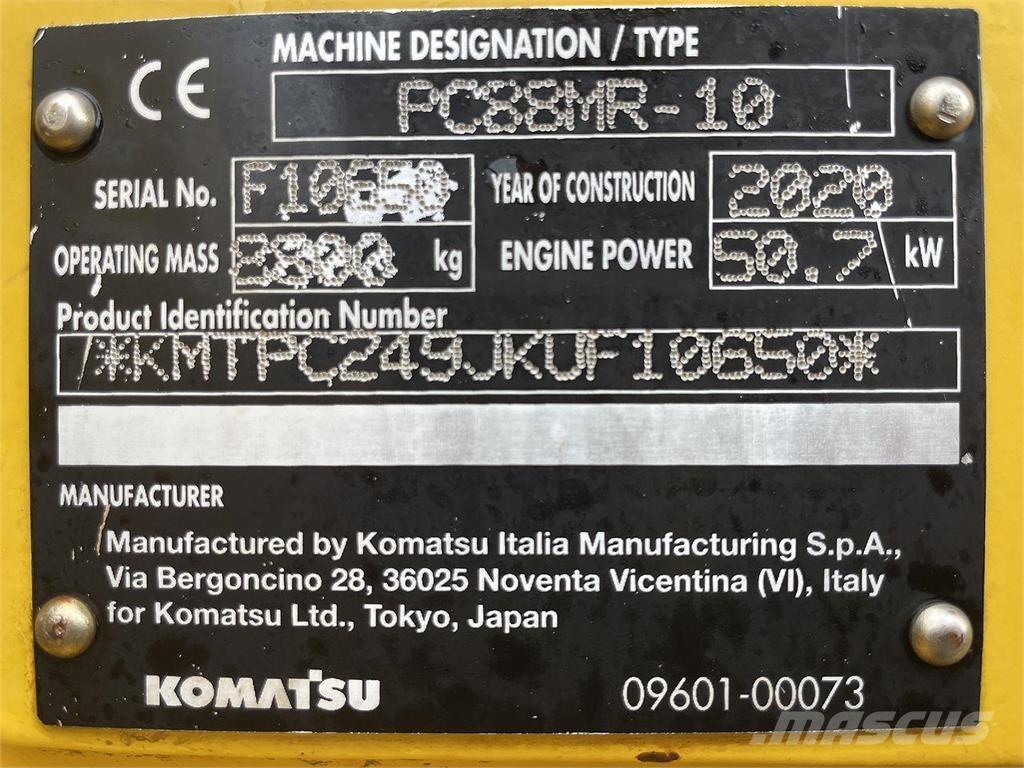 CE
MACHINE DESIGNATION / TYPE
PC88MR-10
SERIAL No. F10650
YEAR OF CONSTRUCTION 2020
OPERATING MASS 8300 kg
ENGINE POWER 50.7 kW
Product Identification Number
*KMTPC249JKUF10650*
MANUFACTURER
Manufactured by Komatsu Italia Manufacturing S.p.A.,
Via Bergoncino 28, 36025 Noventa Vicentina (VI), Italy
for Komatsu Ltd., Tokyo, Japan
KOMATSU 09601-00073
MASCUS